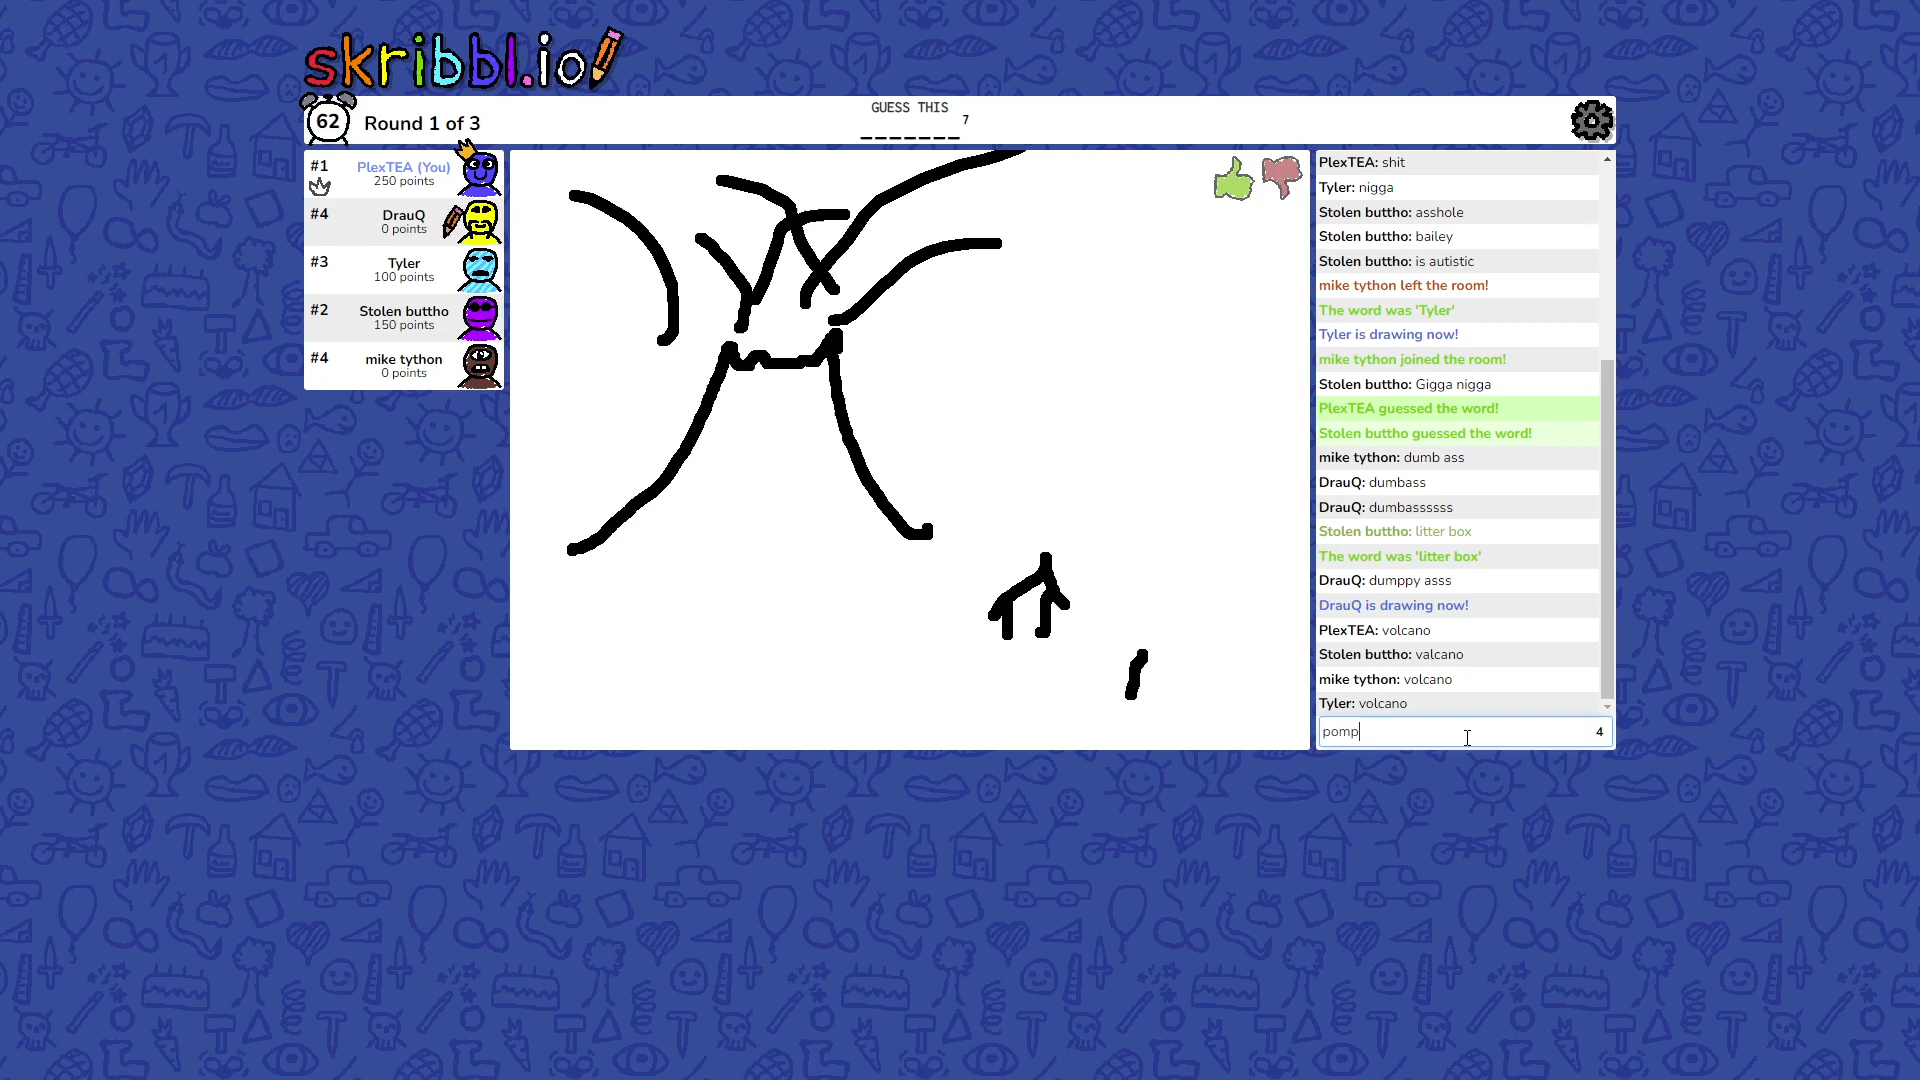 skribbl.io
62
Round 1 of 3
GUESS THIS
_______ 7
#1 PlexTEA (You)
250 points
#4 DrauQ
0 points
#3 Tyler
100 points
#2 Stolen buttho
150 points
#4 mike tython
0 points
PlexTEA: shit
Tyler: nigga
Stolen buttho: asshole
Stolen buttho: bailey
Stolen buttho: is autistic
mike tython left the room!
The word was 'Tyler'
Tyler is drawing now!
mike tython joined the room!
Stolen buttho: Gigga nigga
PlexTEA guessed the word!
Stolen buttho guessed the word!
mike tython: dumb ass
DrauQ: dumbass
DrauQ: dumbassssss
Stolen buttho: litter box
The word was 'litter box'
DrauQ: dumppy asss
DrauQ is drawing now!
PlexTEA: volcano
Stolen buttho: valcano
mike tython: volcano
Tyler: volcano
pomp 4